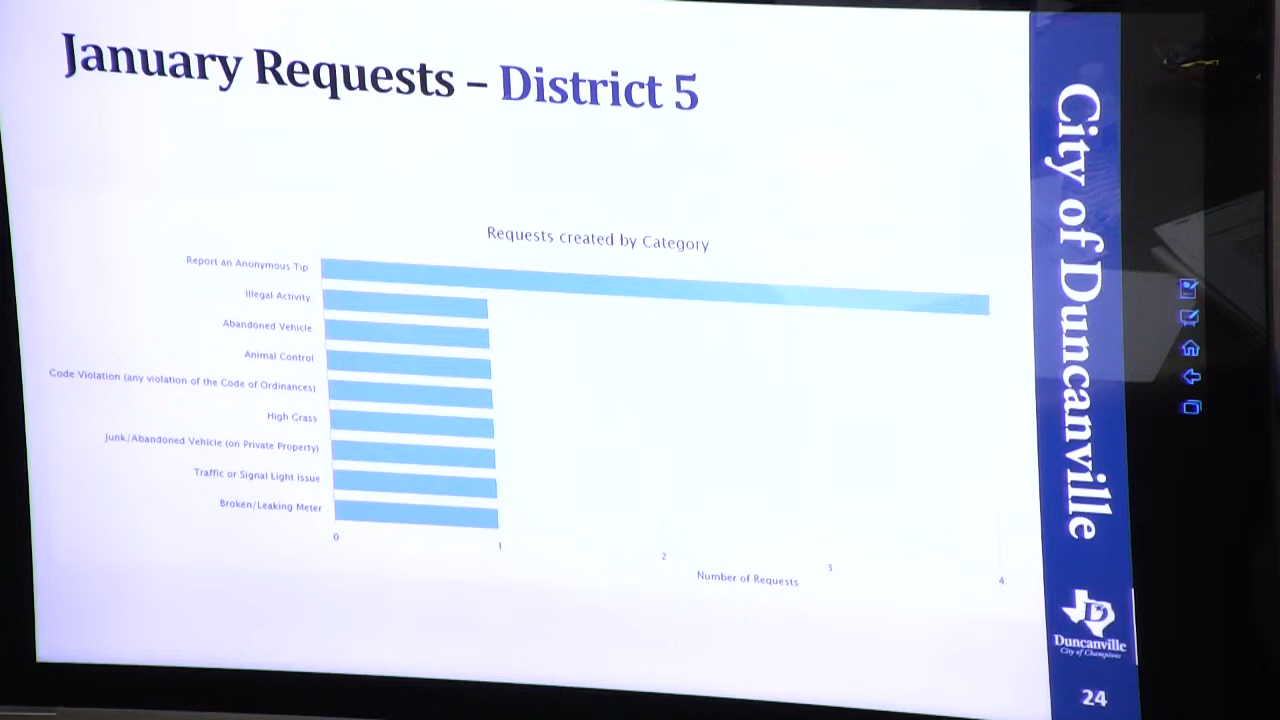 January Requests – District 5
Requests created by Category
Report an Anonymous Tip
Illegal Activity
Abandoned Vehicle
Animal Control
Code Violation (any violation of the Code of Ordinances)
High Grass
Junk/Abandoned Vehicle (on Private Property)
Traffic or Signal Light Issue
Broken/Leaking Meter
0
1
2
3
4
Number of Requests
City of Duncanville
D
Duncanville
City of Champions
24